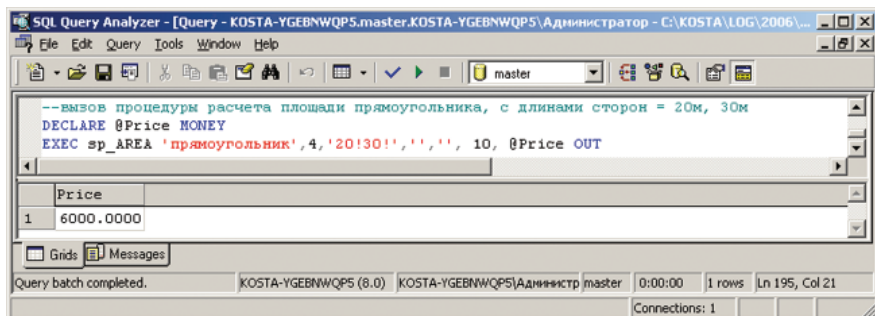 SQL Query Analyzer - [Query - KOSTA-YGEBNWQP5.master.KOSTA-YGEBNWQP5\Администратор - C:\KOSTA\LOG\2006\...
File Edit Query Tools Window Help
master
--вызов процедуры расчета площади прямоугольника, с длинами сторон = 20м, 30м
DECLARE @Price MONEY
EXEC sp_AREA 'прямоугольник',4,'20!30!','','', 10, @Price OUT
Price
1 6000.0000
Grids Messages
Query batch completed. KOSTA-YGEBNWQP5 (8.0) KOSTA-YGEBNWQP5\Администр master 0:00:00 1 rows Ln 195, Col 21
Connections: 1